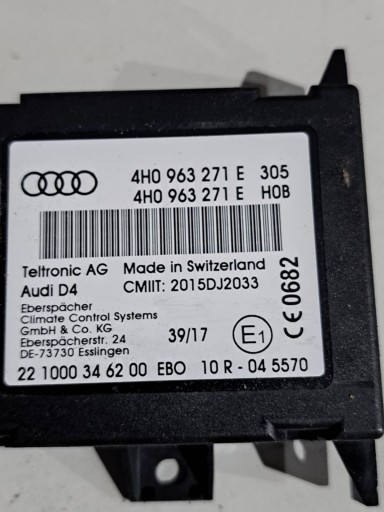 4H0 963 271 E 305
4H0 963 271 E H0B
Teltronic AG Made in Switzerland
Audi D4 CMIIT: 2015DJ2033
Eberspächer
Climate Control Systems
GmbH & Co. KG
Eberspächerstr. 24
DE-73730 Esslingen
39/17
E1
CE0682
22 1000 34 62 00 EBO 10 R - 04 5570